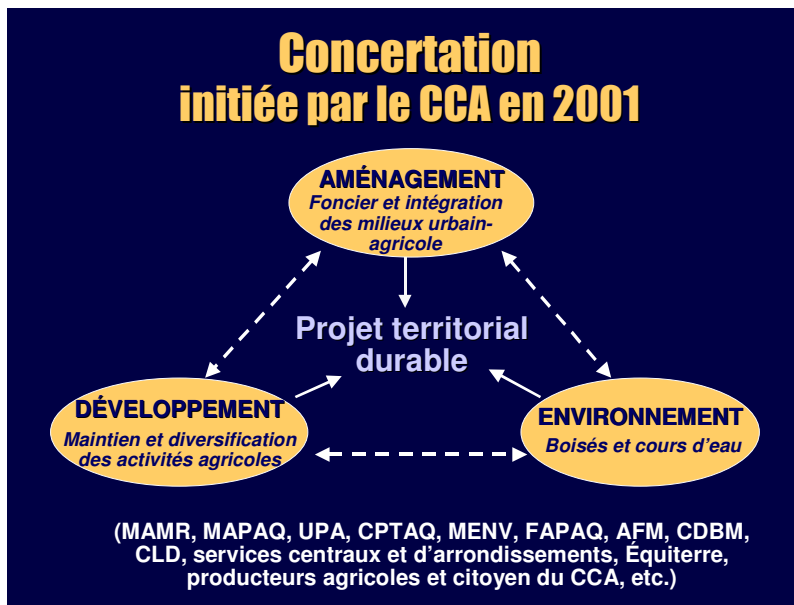 Concertation
initiée par le CCA en 2001
AMÉNAGEMENT
Foncier et intégration
des milieux urbain-
agricole
Projet territorial
durable
DÉVELOPPEMENT
Maintien et diversification
des activités agricoles
ENVIRONNEMENT
Boisés et cours d'eau
(MAMR, MAPAQ, UPA, CPTAQ, MENV, FAPAQ, AFM, CDBM,
CLD, services centraux et d'arrondissements, Équiterre,
producteurs agricoles et citoyen du CCA, etc.)